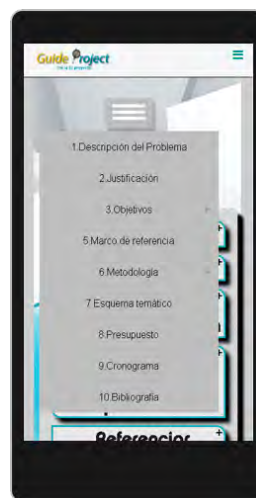 Guide Project
1.Descripción del Problema
2.Justificación
3.Objetivos +
5.Marco de referencia
6.Metodología +
7.Esquema temático
8.Presupuesto
9.Cronograma
10.Bibliografía
Referenciar +